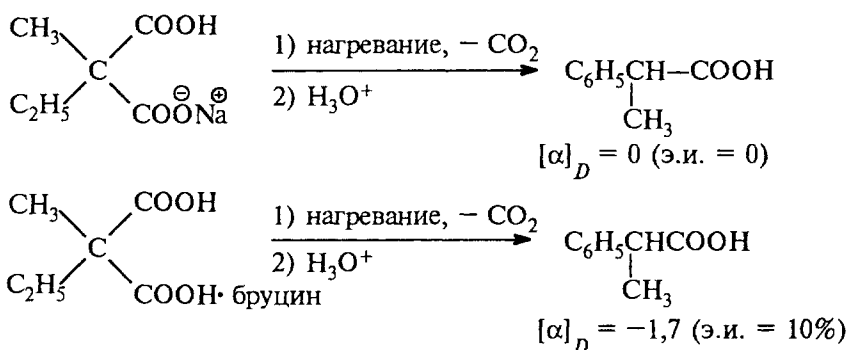 CH₃ COOH
C
C₂H₅ COO⊖Na⊕
1) нагревание, − CO₂
2) H₃O⁺
C₆H₅CH—COOH
CH₃
[α]D = 0 (э.и. = 0)
CH₃ COOH
C
C₂H₅ COOH· бруцин
1) нагревание, − CO₂
2) H₃O⁺
C₆H₅CHCOOH
CH₃
[α]D = −1,7 (э.и. = 10%)